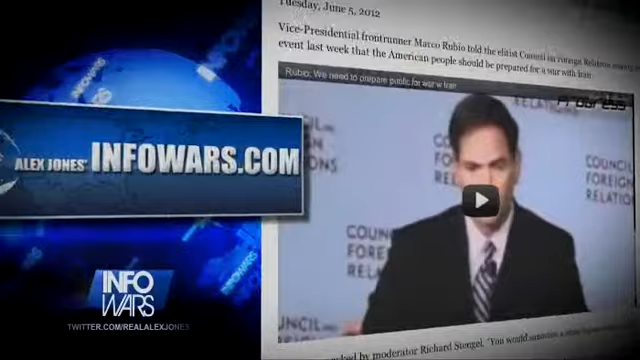 Tuesday, June 5, 2012
Vice-Presidential frontrunner Marco Rubio told the elitist Council on Foreign Relations
event last week that the American people should be prepared for a war with Iran.
Rubio: We need to prepare public for war w Iran
ALEX JONES' INFOWARS.COM
COUNCIL
FOREIGN
RELATIONS
COUNCIL
FOREIGN
RELATIONS
INFO
WARS
TWITTER.COM/REALALEXJONES
by moderator Richard Stengel, "You would